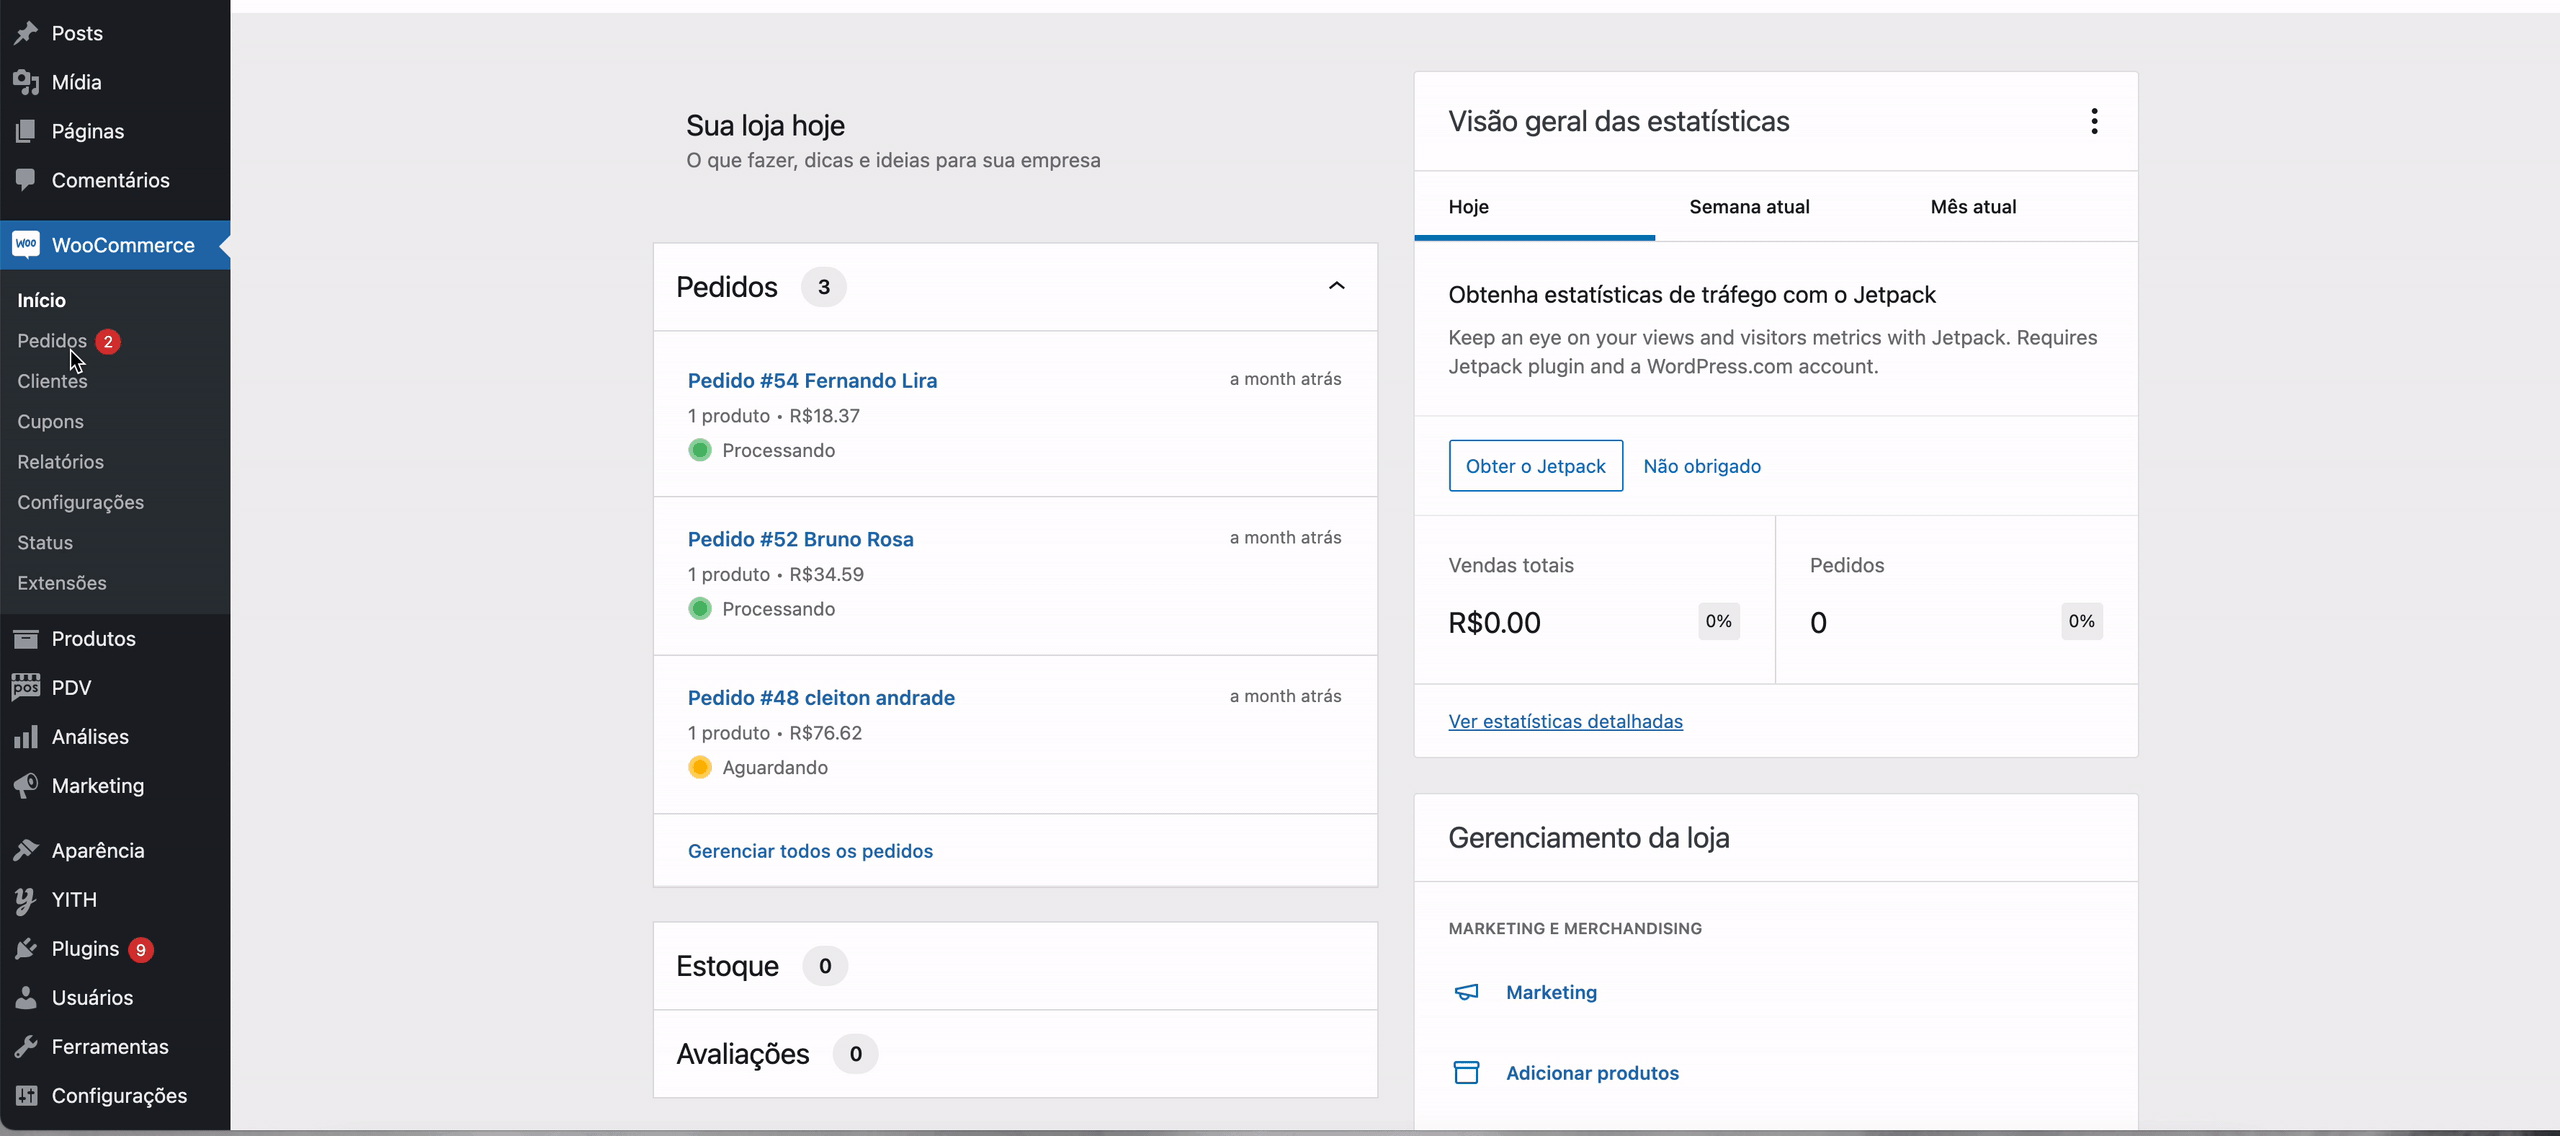 Posts
Mídia
Páginas
Comentários
Woo WooCommerce
Início
Pedidos 2
Clientes
Cupons
Relatórios
Configurações
Status
Extensões
Produtos
POS PDV
Análises
Marketing
Aparência
YITH
Plugins 9
Usuários
Ferramentas
Configurações
Sua loja hoje
O que fazer, dicas e ideias para sua empresa
Pedidos 3
Pedido #54 Fernando Lira a month atrás
1 produto • R$18.37
Processando
Pedido #52 Bruno Rosa a month atrás
1 produto • R$34.59
Processando
Pedido #48 cleiton andrade a month atrás
1 produto • R$76.62
Aguardando
Gerenciar todos os pedidos
Estoque 0
Avaliações 0
Visão geral das estatísticas
Hoje Semana atual Mês atual
Obtenha estatísticas de tráfego com o Jetpack
Keep an eye on your views and visitors metrics with Jetpack. Requires
Jetpack plugin and a WordPress.com account.
Obter o Jetpack Não obrigado
Vendas totais Pedidos
R$0.00 0% 0 0%
Ver estatísticas detalhadas
Gerenciamento da loja
MARKETING E MERCHANDISING
Marketing
Adicionar produtos